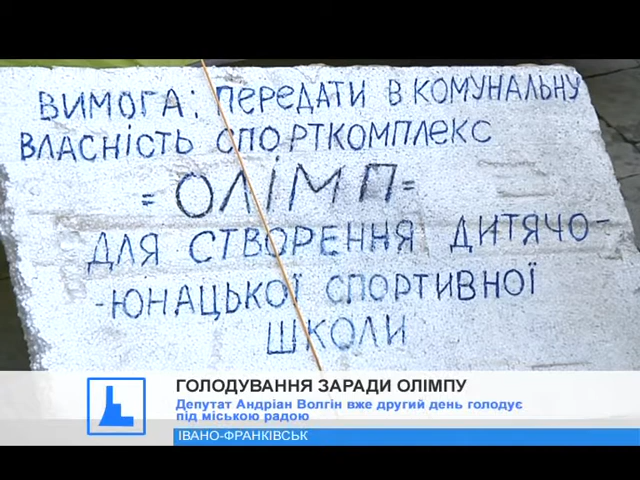 ВИМОГА: ПЕРЕДАТИ В КОМУНАЛЬНУ
ВЛАСНІСТЬ СПОРТКОМПЛЕКС
=ОЛІМП=
ДЛЯ СТВОРЕННЯ ДИТЯЧО-
-ЮНАЦЬКОЇ СПОРТИВНОЇ
ШКОЛИ
ГОЛОДУВАННЯ ЗАРАДИ ОЛІМПУ
Депутат Андріан Волгін вже другий день голодує
під міською радою
ІВАНО-ФРАНКІВСЬК